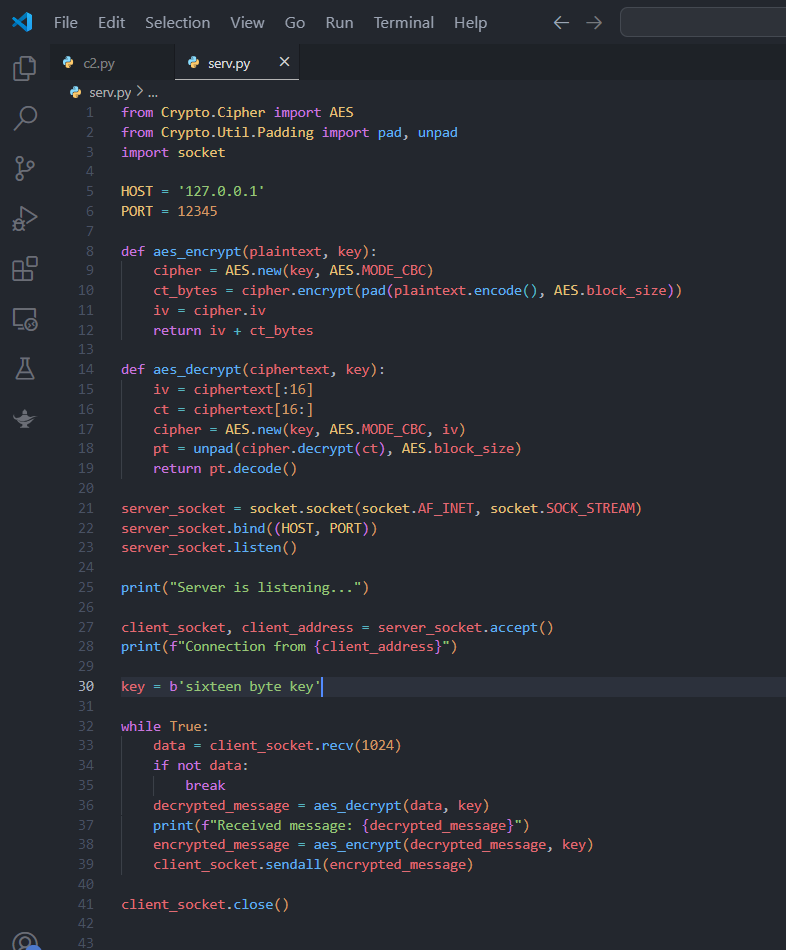 File Edit Selection View Go Run Terminal Help
c2.py serv.py
serv.py > ...
1 from Crypto.Cipher import AES
2 from Crypto.Util.Padding import pad, unpad
3 import socket
4
5 HOST = '127.0.0.1'
6 PORT = 12345
7
8 def aes_encrypt(plaintext, key):
9     cipher = AES.new(key, AES.MODE_CBC)
10     ct_bytes = cipher.encrypt(pad(plaintext.encode(), AES.block_size))
11     iv = cipher.iv
12     return iv + ct_bytes
13
14 def aes_decrypt(ciphertext, key):
15     iv = ciphertext[:16]
16     ct = ciphertext[16:]
17     cipher = AES.new(key, AES.MODE_CBC, iv)
18     pt = unpad(cipher.decrypt(ct), AES.block_size)
19     return pt.decode()
20
21 server_socket = socket.socket(socket.AF_INET, socket.SOCK_STREAM)
22 server_socket.bind((HOST, PORT))
23 server_socket.listen()
24
25 print("Server is listening...")
26
27 client_socket, client_address = server_socket.accept()
28 print(f"Connection from {client_address}")
29
30 key = b'sixteen byte key'
31
32 while True:
33     data = client_socket.recv(1024)
34     if not data:
35         break
36     decrypted_message = aes_decrypt(data, key)
37     print(f"Received message: {decrypted_message}")
38     encrypted_message = aes_encrypt(decrypted_message, key)
39     client_socket.sendall(encrypted_message)
40
41 client_socket.close()
42
43